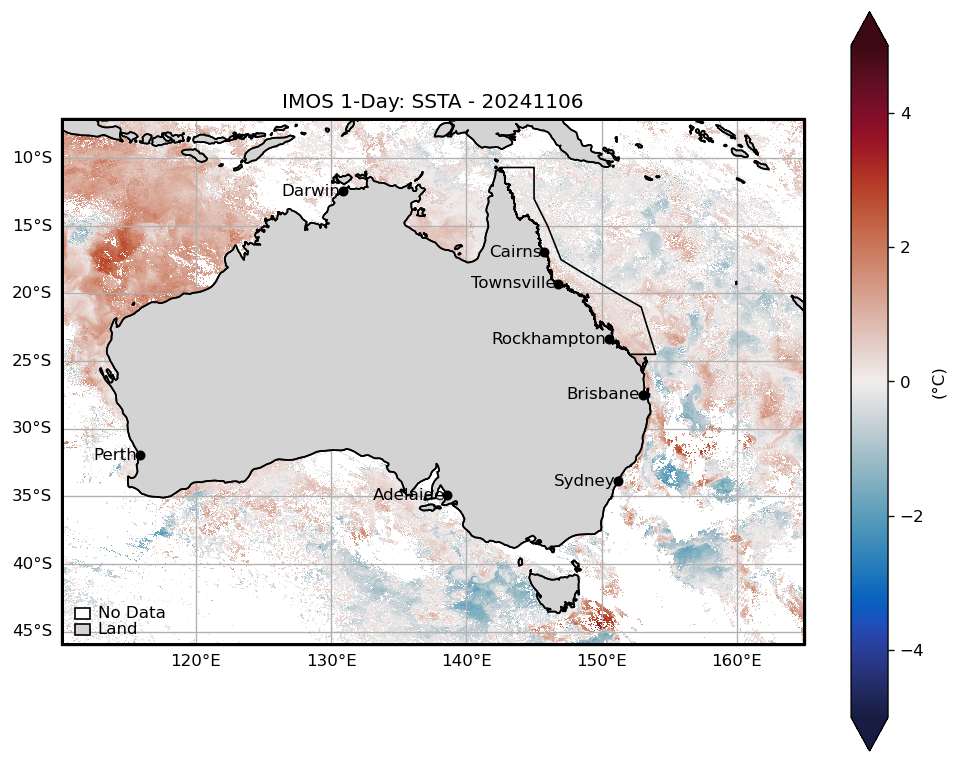 IMOS 1-Day: SSTA - 20241106
10°S
15°S
20°S
25°S
30°S
35°S
40°S
45°S
Darwin
Cairns
Townsville
Rockhampton
Brisbane
Perth
Sydney
Adelaide
No Data
Land
120°E
130°E
140°E
150°E
160°E
4
2
0
−2
−4
(°C)